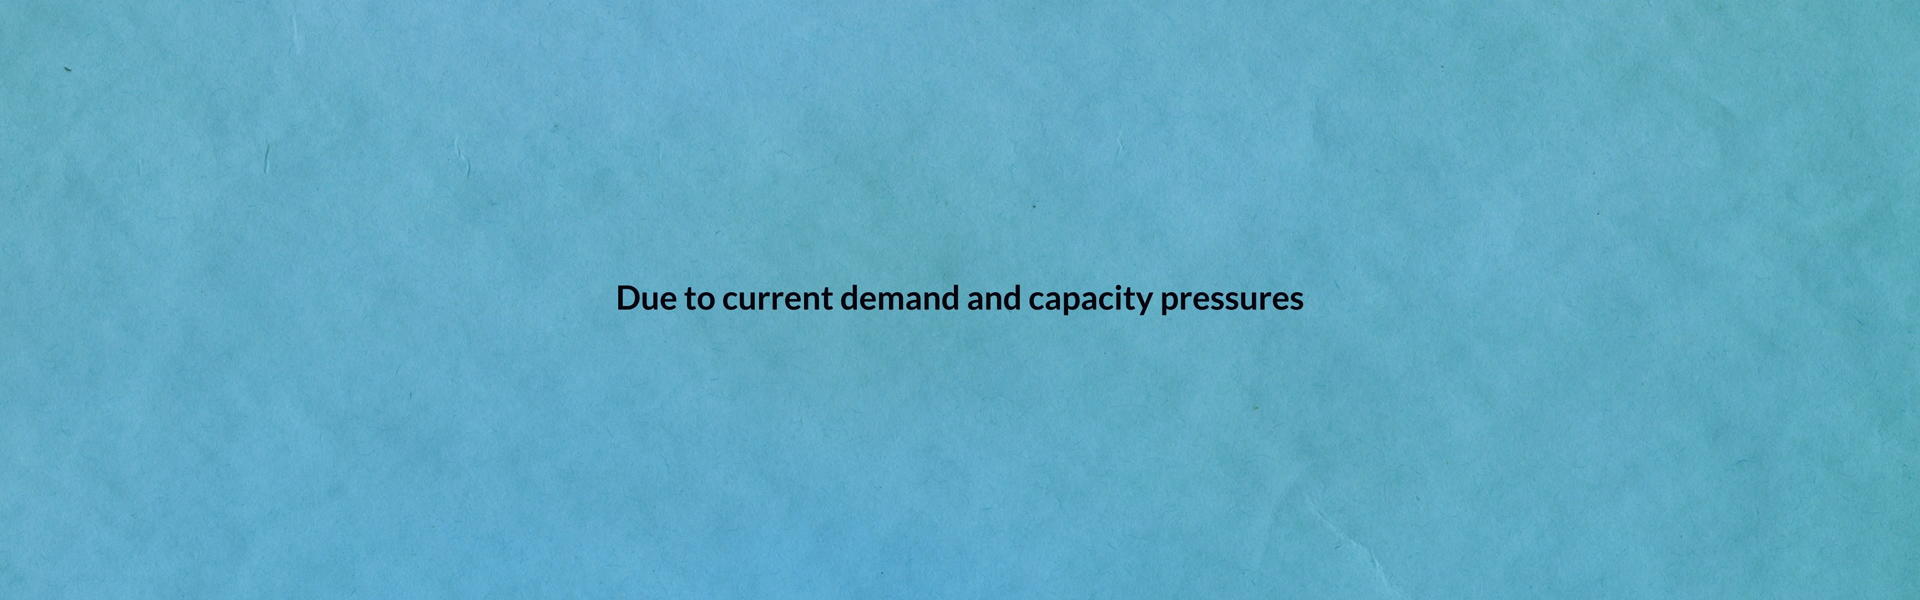 Due to current demand and capacity pressures